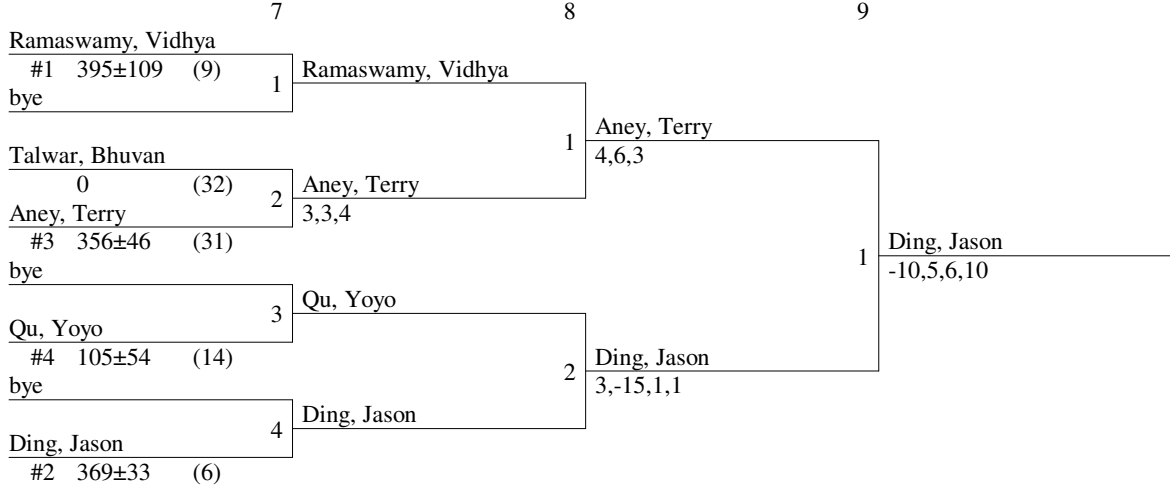 7 8 9
Ramaswamy, Vidhya
#1 395±109 (9)
bye
1
Ramaswamy, Vidhya
Talwar, Bhuvan
0 (32)
Aney, Terry
#3 356±46 (31)
2
Aney, Terry
3,3,4
bye
Qu, Yoyo
#4 105±54 (14)
3
Qu, Yoyo
bye
Ding, Jason
#2 369±33 (6)
4
Ding, Jason
1
Aney, Terry
4,6,3
2
Ding, Jason
3,-15,1,1
1
Ding, Jason
-10,5,6,10